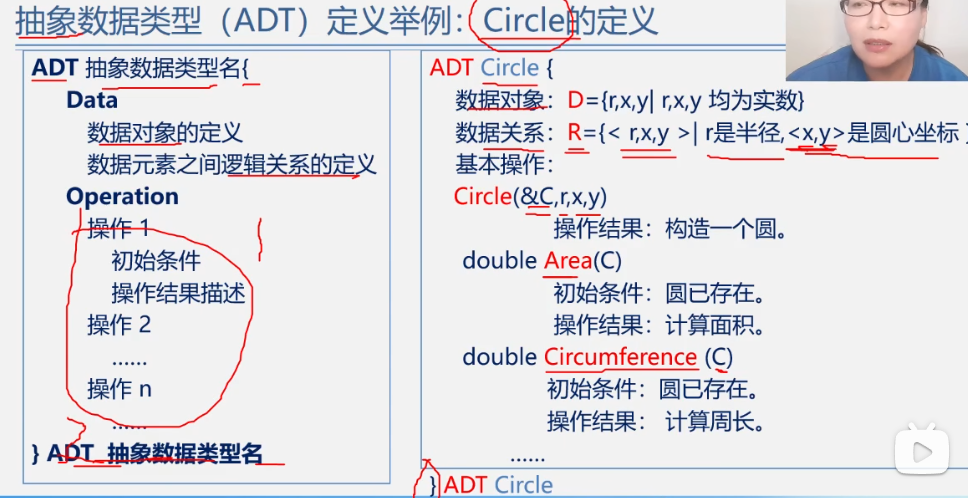 抽象数据类型（ADT）定义举例：Circle的定义
ADT 抽象数据类型名{
Data
数据对象的定义
数据元素之间逻辑关系的定义
Operation
操作 1
初始条件
操作结果描述
操作 2
……
操作 n
……
} ADT 抽象数据类型名
ADT Circle {
数据对象：D={r,x,y| r,x,y 均为实数}
数据关系：R={< r,x,y >| r是半径,<x,y>是圆心坐标 }
基本操作：
Circle(&C,r,x,y)
操作结果：构造一个圆。
double Area(C)
初始条件：圆已存在。
操作结果：计算面积。
double Circumference (C)
初始条件：圆已存在。
操作结果： 计算周长。
……
} ADT Circle